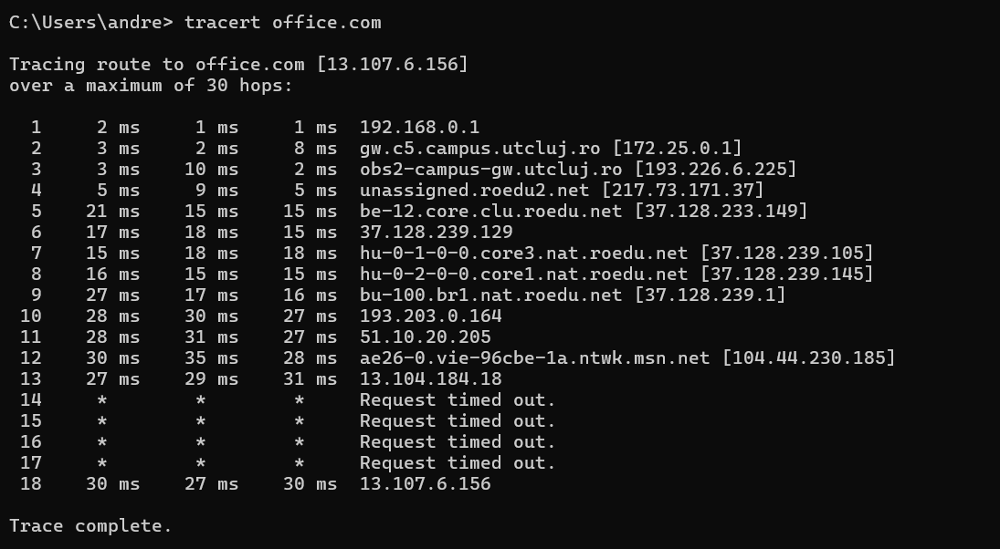 C:\Users\andre> tracert office.com
Tracing route to office.com [13.107.6.156]
over a maximum of 30 hops:
  1     2 ms     1 ms     1 ms  192.168.0.1
  2     3 ms     2 ms     8 ms  gw.c5.campus.utcluj.ro [172.25.0.1]
  3     3 ms    10 ms     2 ms  obs2-campus-gw.utcluj.ro [193.226.6.225]
  4     5 ms     9 ms     5 ms  unassigned.roedu2.net [217.73.171.37]
  5    21 ms    15 ms    15 ms  be-12.core.clu.roedu.net [37.128.233.149]
  6    17 ms    18 ms    15 ms  37.128.239.129
  7    15 ms    18 ms    18 ms  hu-0-1-0-0.core3.nat.roedu.net [37.128.239.105]
  8    16 ms    15 ms    15 ms  hu-0-2-0-0.core1.nat.roedu.net [37.128.239.145]
  9    27 ms    17 ms    16 ms  bu-100.br1.nat.roedu.net [37.128.239.1]
 10    28 ms    30 ms    27 ms  193.203.0.164
 11    28 ms    31 ms    27 ms  51.10.20.205
 12    30 ms    35 ms    28 ms  ae26-0.vie-96cbe-1a.ntwk.msn.net [104.44.230.185]
 13    27 ms    29 ms    31 ms  13.104.184.18
 14     *        *        *     Request timed out.
 15     *        *        *     Request timed out.
 16     *        *        *     Request timed out.
 17     *        *        *     Request timed out.
 18    30 ms    27 ms    30 ms  13.107.6.156
Trace complete.